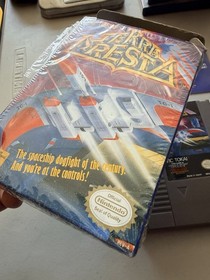 TERRA
CRESTA
The spaceship dogfight of the century.
And you're at the controls!
Official
Nintendo
Seal of Quality